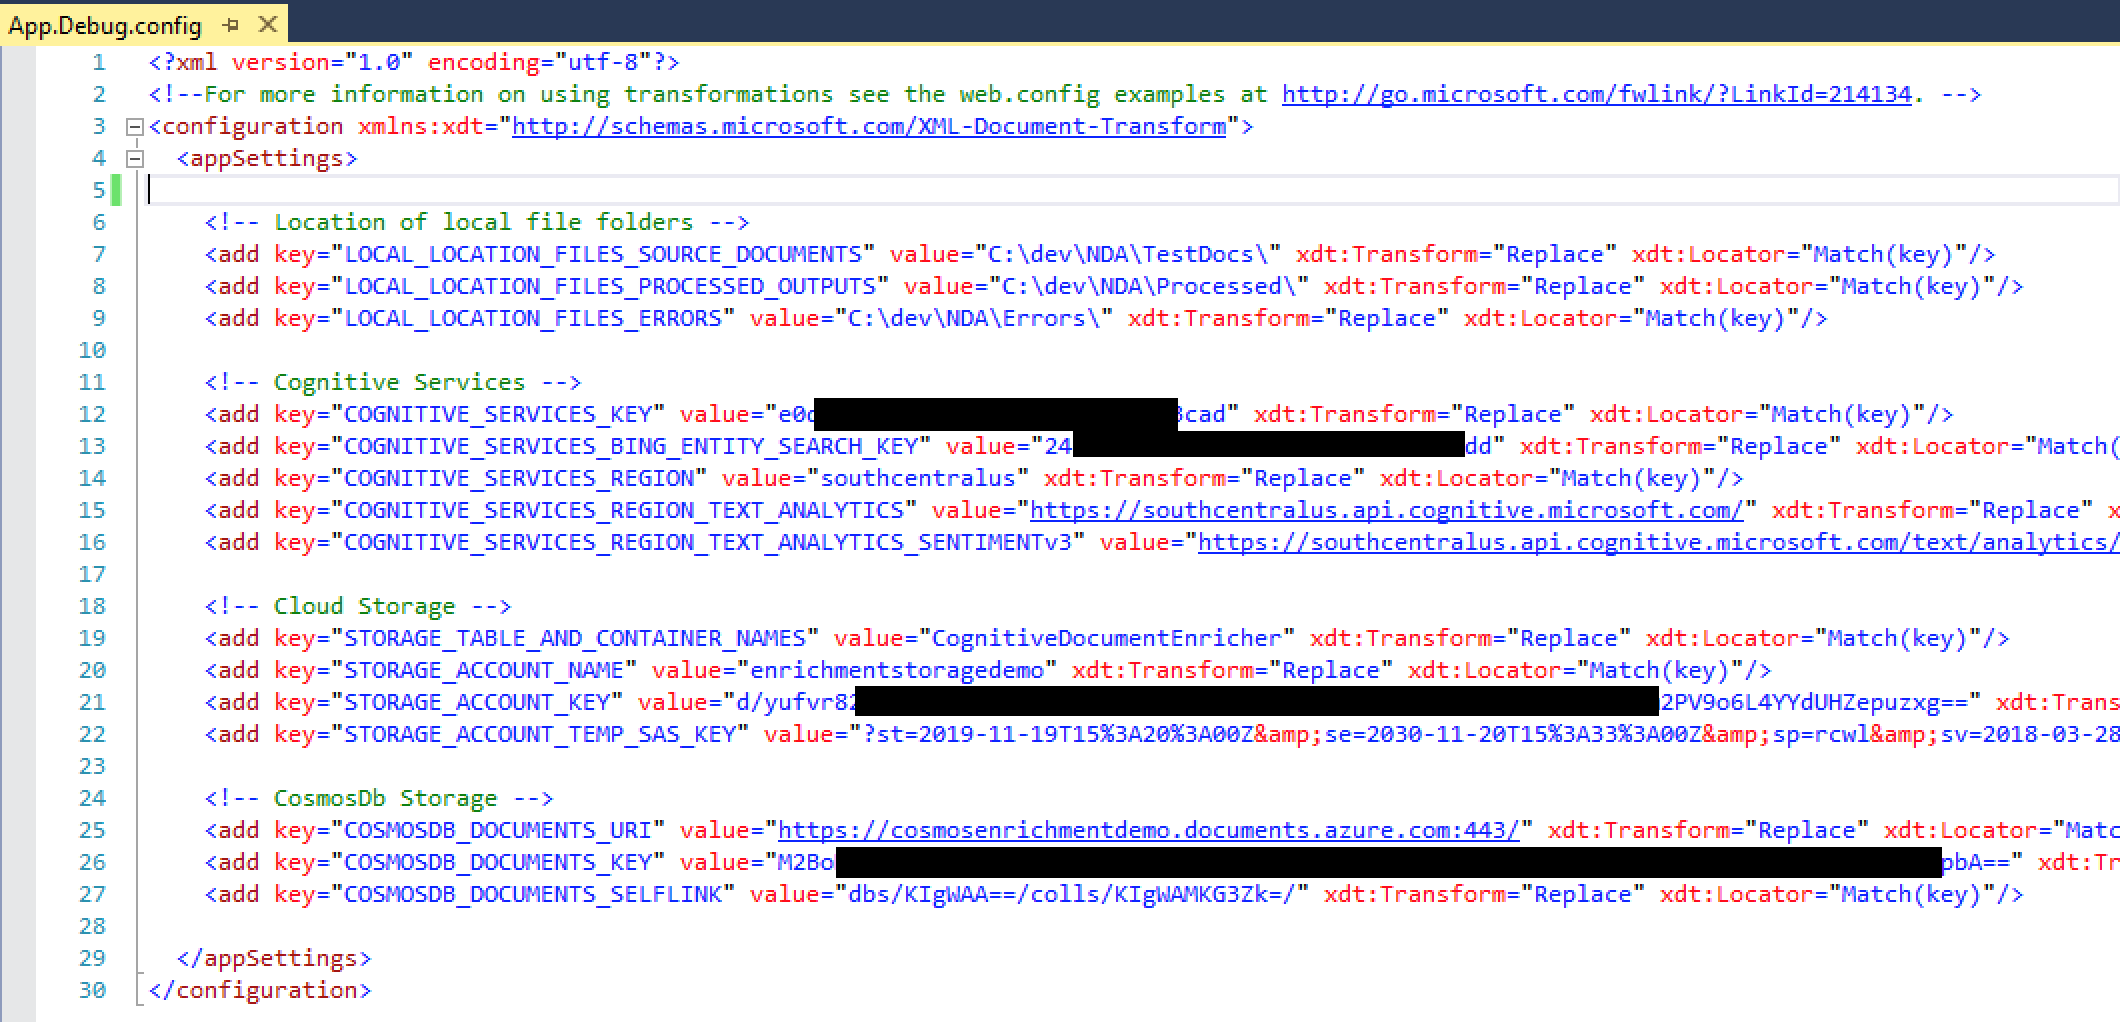 App.Debug.config
1 <?xml version="1.0" encoding="utf-8"?>
2 <!--For more information on using transformations see the web.config examples at http://go.microsoft.com/fwlink/?LinkId=214134. -->
3 <configuration xmlns:xdt="http://schemas.microsoft.com/XML-Document-Transform">
4 <appSettings>
5
6 <!-- Location of local file folders -->
7 <add key="LOCAL_LOCATION_FILES_SOURCE_DOCUMENTS" value="C:\dev\NDA\TestDocs\" xdt:Transform="Replace" xdt:Locator="Match(key)"/>
8 <add key="LOCAL_LOCATION_FILES_PROCESSED_OUTPUTS" value="C:\dev\NDA\Processed\" xdt:Transform="Replace" xdt:Locator="Match(key)"/>
9 <add key="LOCAL_LOCATION_FILES_ERRORS" value="C:\dev\NDA\Errors\" xdt:Transform="Replace" xdt:Locator="Match(key)"/>
10
11 <!-- Cognitive Services -->
12 <add key="COGNITIVE_SERVICES_KEY" value="e0 cad" xdt:Transform="Replace" xdt:Locator="Match(key)"/>
13 <add key="COGNITIVE_SERVICES_BING_ENTITY_SEARCH_KEY" value="24 dd" xdt:Transform="Replace" xdt:Locator="Match(
14 <add key="COGNITIVE_SERVICES_REGION" value="southcentralus" xdt:Transform="Replace" xdt:Locator="Match(key)"/>
15 <add key="COGNITIVE_SERVICES_REGION_TEXT_ANALYTICS" value="https://southcentralus.api.cognitive.microsoft.com/" xdt:Transform="Replace" x
16 <add key="COGNITIVE_SERVICES_REGION_TEXT_ANALYTICS_SENTIMENTv3" value="https://southcentralus.api.cognitive.microsoft.com/text/analytics/
17
18 <!-- Cloud Storage -->
19 <add key="STORAGE_TABLE_AND_CONTAINER_NAMES" value="CognitiveDocumentEnricher" xdt:Transform="Replace" xdt:Locator="Match(key)"/>
20 <add key="STORAGE_ACCOUNT_NAME" value="enrichmentstoragedemo" xdt:Transform="Replace" xdt:Locator="Match(key)"/>
21 <add key="STORAGE_ACCOUNT_KEY" value="d/yufvr82 2PV9o6L4YYdUHZepuzxg==" xdt:Trans
22 <add key="STORAGE_ACCOUNT_TEMP_SAS_KEY" value="?st=2019-11-19T15%3A20%3A00Z&amp;se=2030-11-20T15%3A33%3A00Z&amp;sp=rcwl&amp;sv=2018-03-28
23
24 <!-- CosmosDb Storage -->
25 <add key="COSMOSDB_DOCUMENTS_URI" value="https://cosmosenrichmentdemo.documents.azure.com:443/" xdt:Transform="Replace" xdt:Locator="Matc
26 <add key="COSMOSDB_DOCUMENTS_KEY" value="M2Bo pbA==" xdt:Tr
27 <add key="COSMOSDB_DOCUMENTS_SELFLINK" value="dbs/KIgWAA==/colls/KIgWAMKG3Zk=/" xdt:Transform="Replace" xdt:Locator="Match(key)"/>
28
29 </appSettings>
30 </configuration>